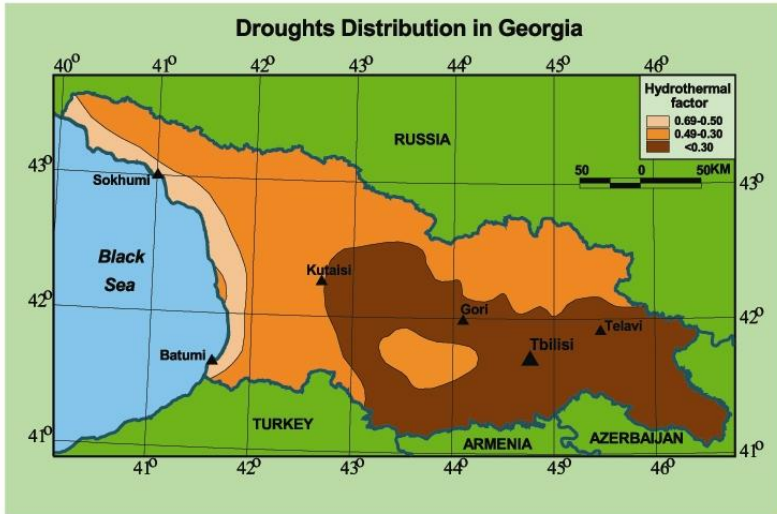 Droughts Distribution in Georgia
40° 41° 42° 43° 44° 45° 46°
Hydrothermal
factor
0.69-0.50
0.49-0.30
<0.30
RUSSIA
43° 43°
50 0 50KM
Sokhumi
Black
Sea
Kutaisi
42° 42°
Gori
Telavi
Tbilisi
Batumi
TURKEY
ARMENIA
AZERBAIJAN
41° 41°
41° 42° 43° 44° 45° 46°